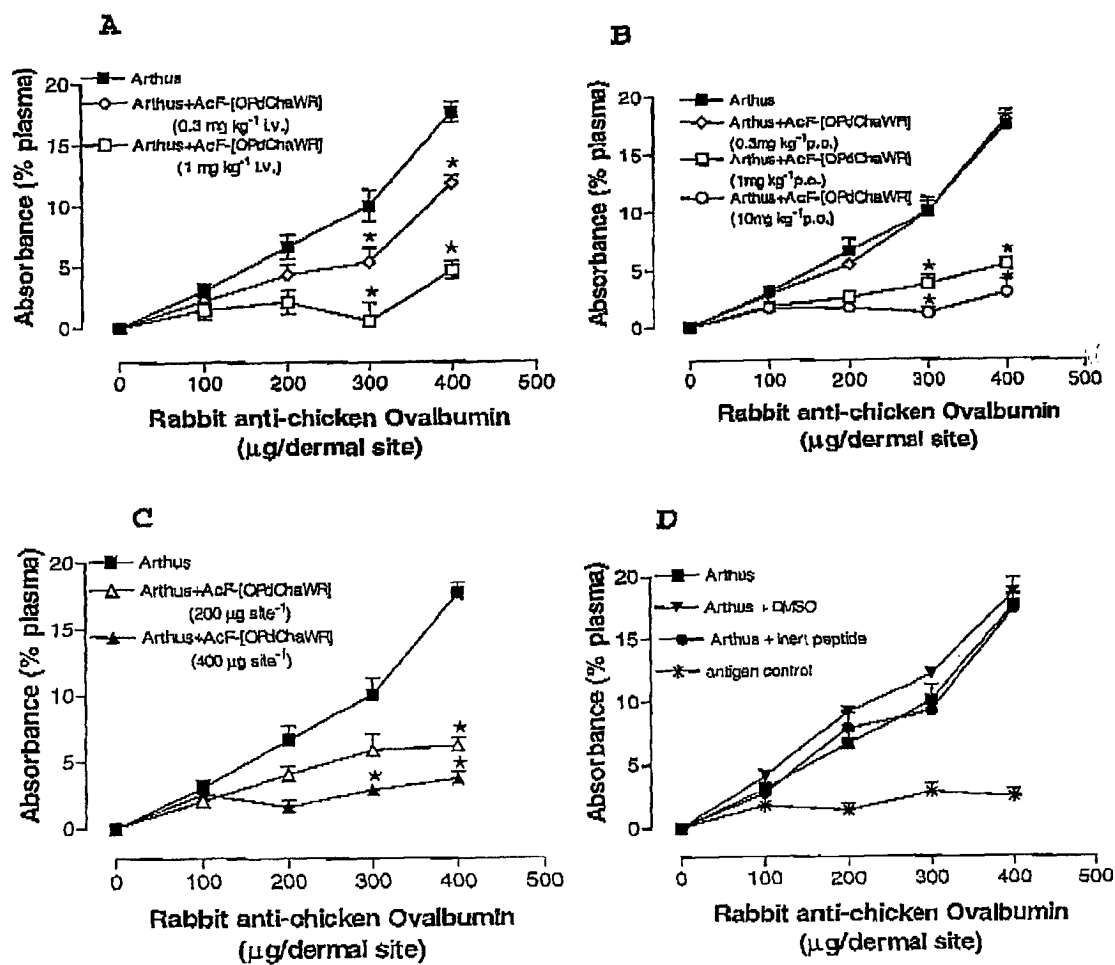 A
Absorbance (% plasma)
20
15
10
5
0
Arthus
Arthus+AcF-[OPdChaWR]
(0.3 mg kg⁻¹ i.v.)
Arthus+AcF-[OPdChaWR]
(1 mg kg⁻¹ i.v.)
*
*
*
*
0 100 200 300 400 500
Rabbit anti-chicken Ovalbumin
(μg/dermal site)
B
Absorbance (% plasma)
20
15
10
5
0
Arthus
Arthus+AcF-[OPdChaWR]
(0.3mg kg⁻¹p.o.)
Arthus+AcF-[OPdChaWR]
(1mg kg⁻¹p.o.)
Arthus+AcF-[OPdChaWR]
(10mg kg⁻¹p.o.)
*
*
*
*
0 100 200 300 400 500
Rabbit anti-chicken Ovalbumin
(μg/dermal site)
C
Absorbance (% plasma)
20
15
10
5
0
Arthus
Arthus+AcF-[OPdChaWR]
(200 μg site⁻¹)
Arthus+AcF-[OPdChaWR]
(400 μg site⁻¹)
*
*
*
0 100 200 300 400 500
Rabbit anti-chicken Ovalbumin
(μg/dermal site)
D
Absorbance (% plasma)
20
15
10
5
0
Arthus
Arthus + DMSO
Arthus + inert peptide
antigen control
0 100 200 300 400 500
Rabbit anti-chicken Ovalbumin
(μg/dermal site)